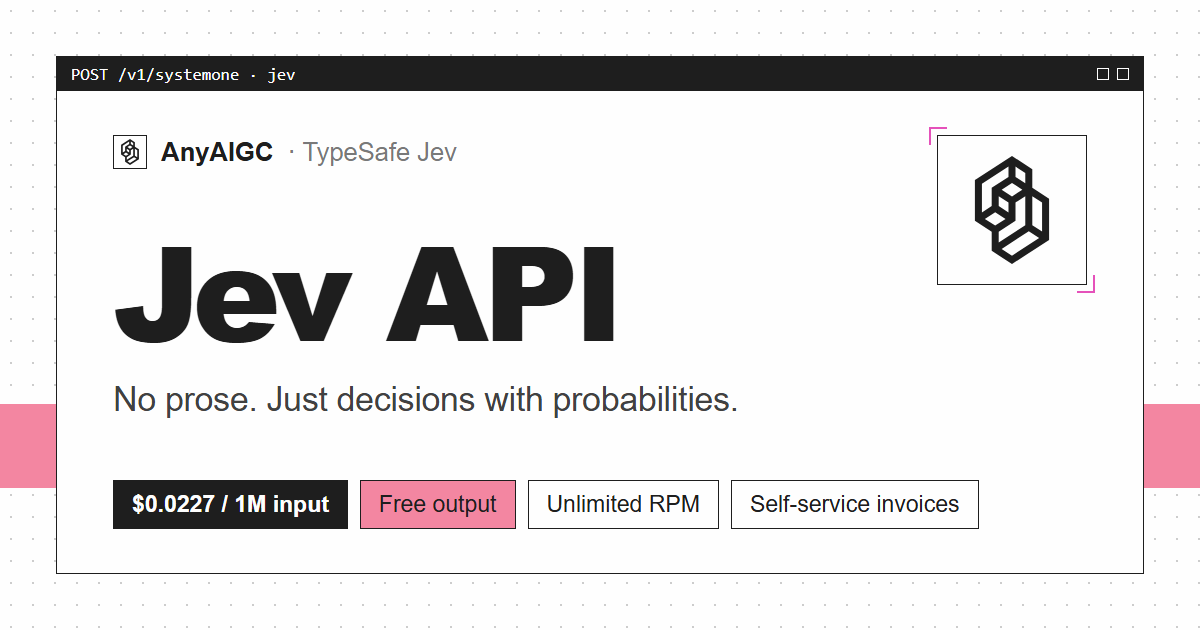 POST /v1/systemone · jev
AnyAIGC · TypeSafe Jev
Jev API
No prose. Just decisions with probabilities.
$0.0227 / 1M input
Free output
Unlimited RPM
Self-service invoices